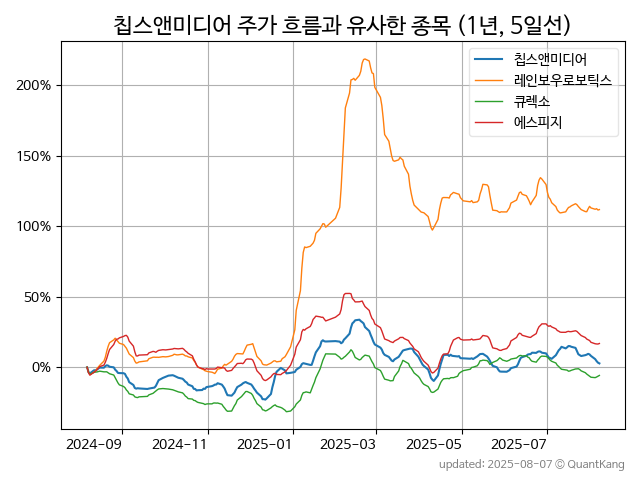 칩스앤미디어 주가 흐름과 유사한 종목 (1년, 5일선)
칩스앤미디어
레인보우로보틱스
큐렉소
에스피지
200%
150%
100%
50%
0%
2024-09
2024-11
2025-01
2025-03
2025-05
2025-07
updated: 2025-08-07 © QuantKang